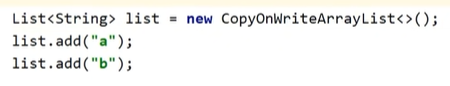 List<String> list = new CopyOnWriteArrayList<>();
list.add("a");
list.add("b");